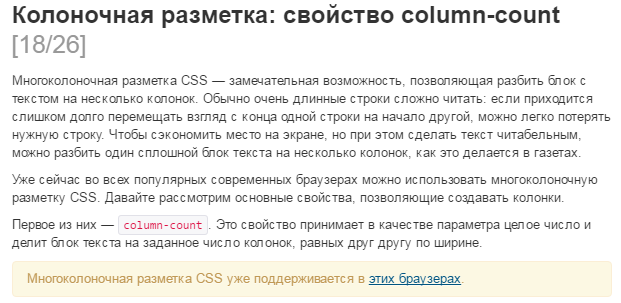 Колоночная разметка: свойство column-count
[18/26]
Многоколоночная разметка CSS — замечательная возможность, позволяющая разбить блок с
текстом на несколько колонок. Обычно очень длинные строки сложно читать: если приходится
слишком долго перемещать взгляд с конца одной строки на начало другой, можно легко потерять
нужную строку. Чтобы сэкономить место на экране, но при этом сделать текст читабельным,
можно разбить один сплошной блок текста на несколько колонок, как это делается в газетах.
Уже сейчас во всех популярных современных браузерах можно использовать многоколоночную
разметку CSS. Давайте рассмотрим основные свойства, позволяющие создавать колонки.
Первое из них — column-count. Это свойство принимает в качестве параметра целое число и
делит блок текста на заданное число колонок, равных друг другу по ширине.
Многоколоночная разметка CSS уже поддерживается в этих браузерах.